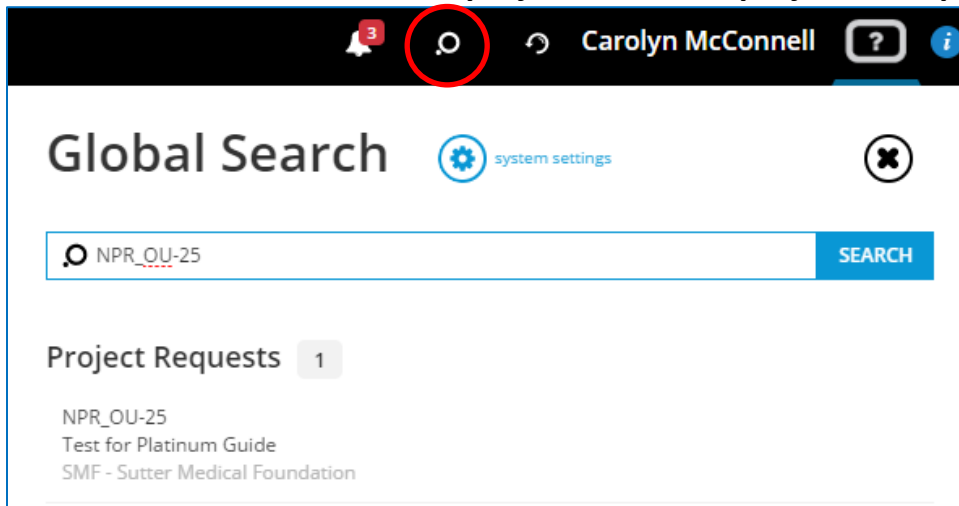 3 Carolyn McConnell ? i
Global Search system settings
NPR_OU-25 SEARCH
Project Requests 1
NPR_OU-25
Test for Platinum Guide
SMF - Sutter Medical Foundation